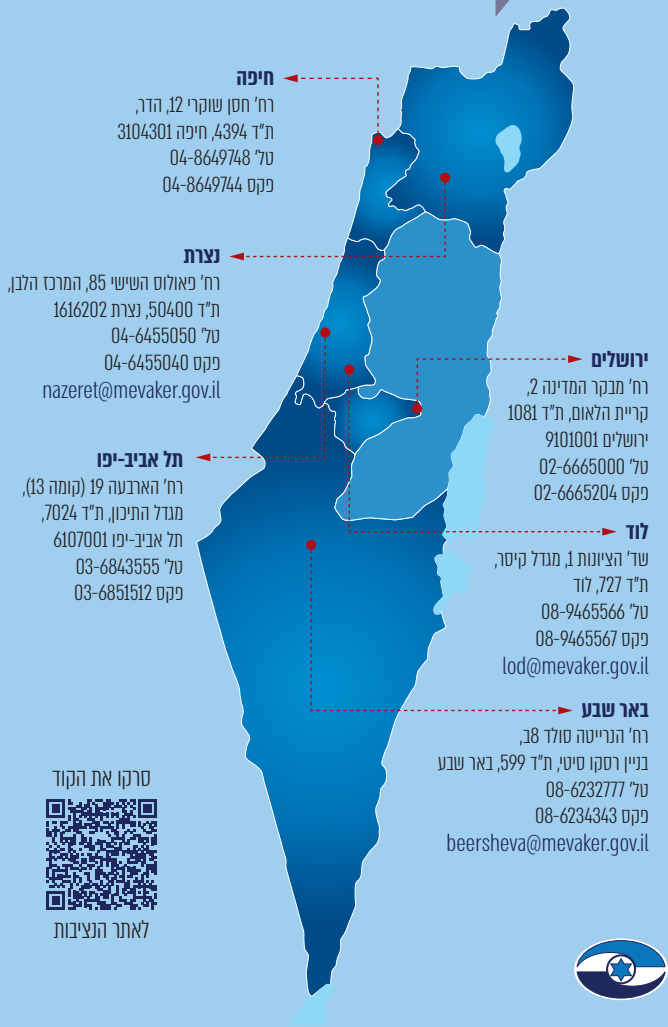 חיפה
רח' חסן שוקרי 12, הדר,
ת"ד 4394, חיפה 3104301
טל' 04-8649748
פקס 04-8649744
נצרת
רח' פאולוס השישי 85, המרכז הלבן,
ת"ד 50400, נצרת 1616202
טל' 04-6455050
פקס 04-6455040
nazeret@mevaker.gov.il
ירושלים
רח' מבקר המדינה 2,
קריית הלאום, ת"ד 1081
ירושלים 9101001
טל' 02-6665000
פקס 02-6665204
תל אביב-יפו
רח' הארבעה 19 (קומה 13),
מגדל התיכון, ת"ד 7024,
תל אביב-יפו 6107001
טל' 03-6843555
פקס 03-6851512
לוד
שד' הציונות 1, מגדל קיסר,
ת"ד 727, לוד
טל' 08-9465566
פקס 08-9465567
lod@mevaker.gov.il
באר שבע
רח' הנרייטה סולד 8ב,
בניין רסקו סיטי, ת"ד 599, באר שבע
טל' 08-6232777
פקס 08-6234343
beersheva@mevaker.gov.il
סרקו את הקוד
לאתר הנציבות